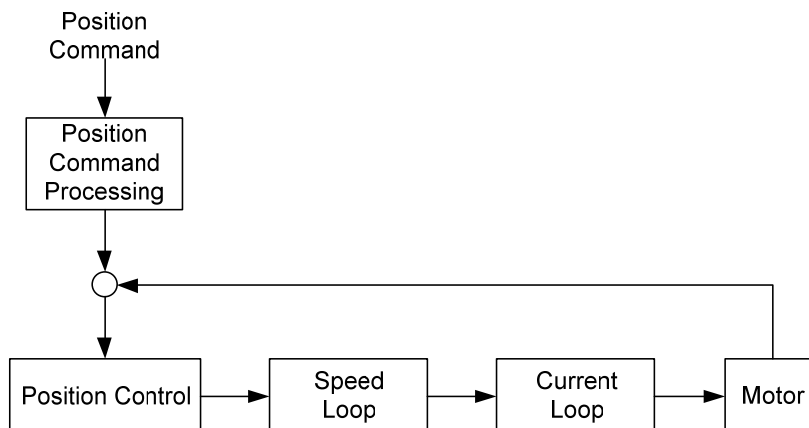 Position
Command
Position
Command
Processing
Position Control
Speed
Loop
Current
Loop
Motor